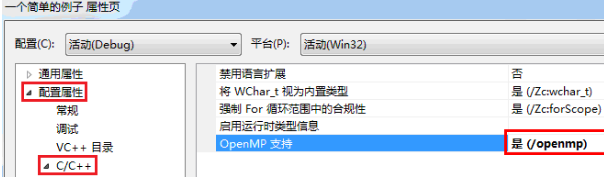 一个简单的例子 属性页
配置(C): 活动(Debug) 平台(P): 活动(Win32)
通用属性
配置属性
常规
调试
VC++ 目录
C/C++
禁用语言扩展 否
将 WChar_t 视为内置类型 是 (/Zc:wchar_t)
强制 For 循环范围中的合规性 是 (/Zc:forScope)
启用运行时类型信息
OpenMP 支持 是 (/openmp)